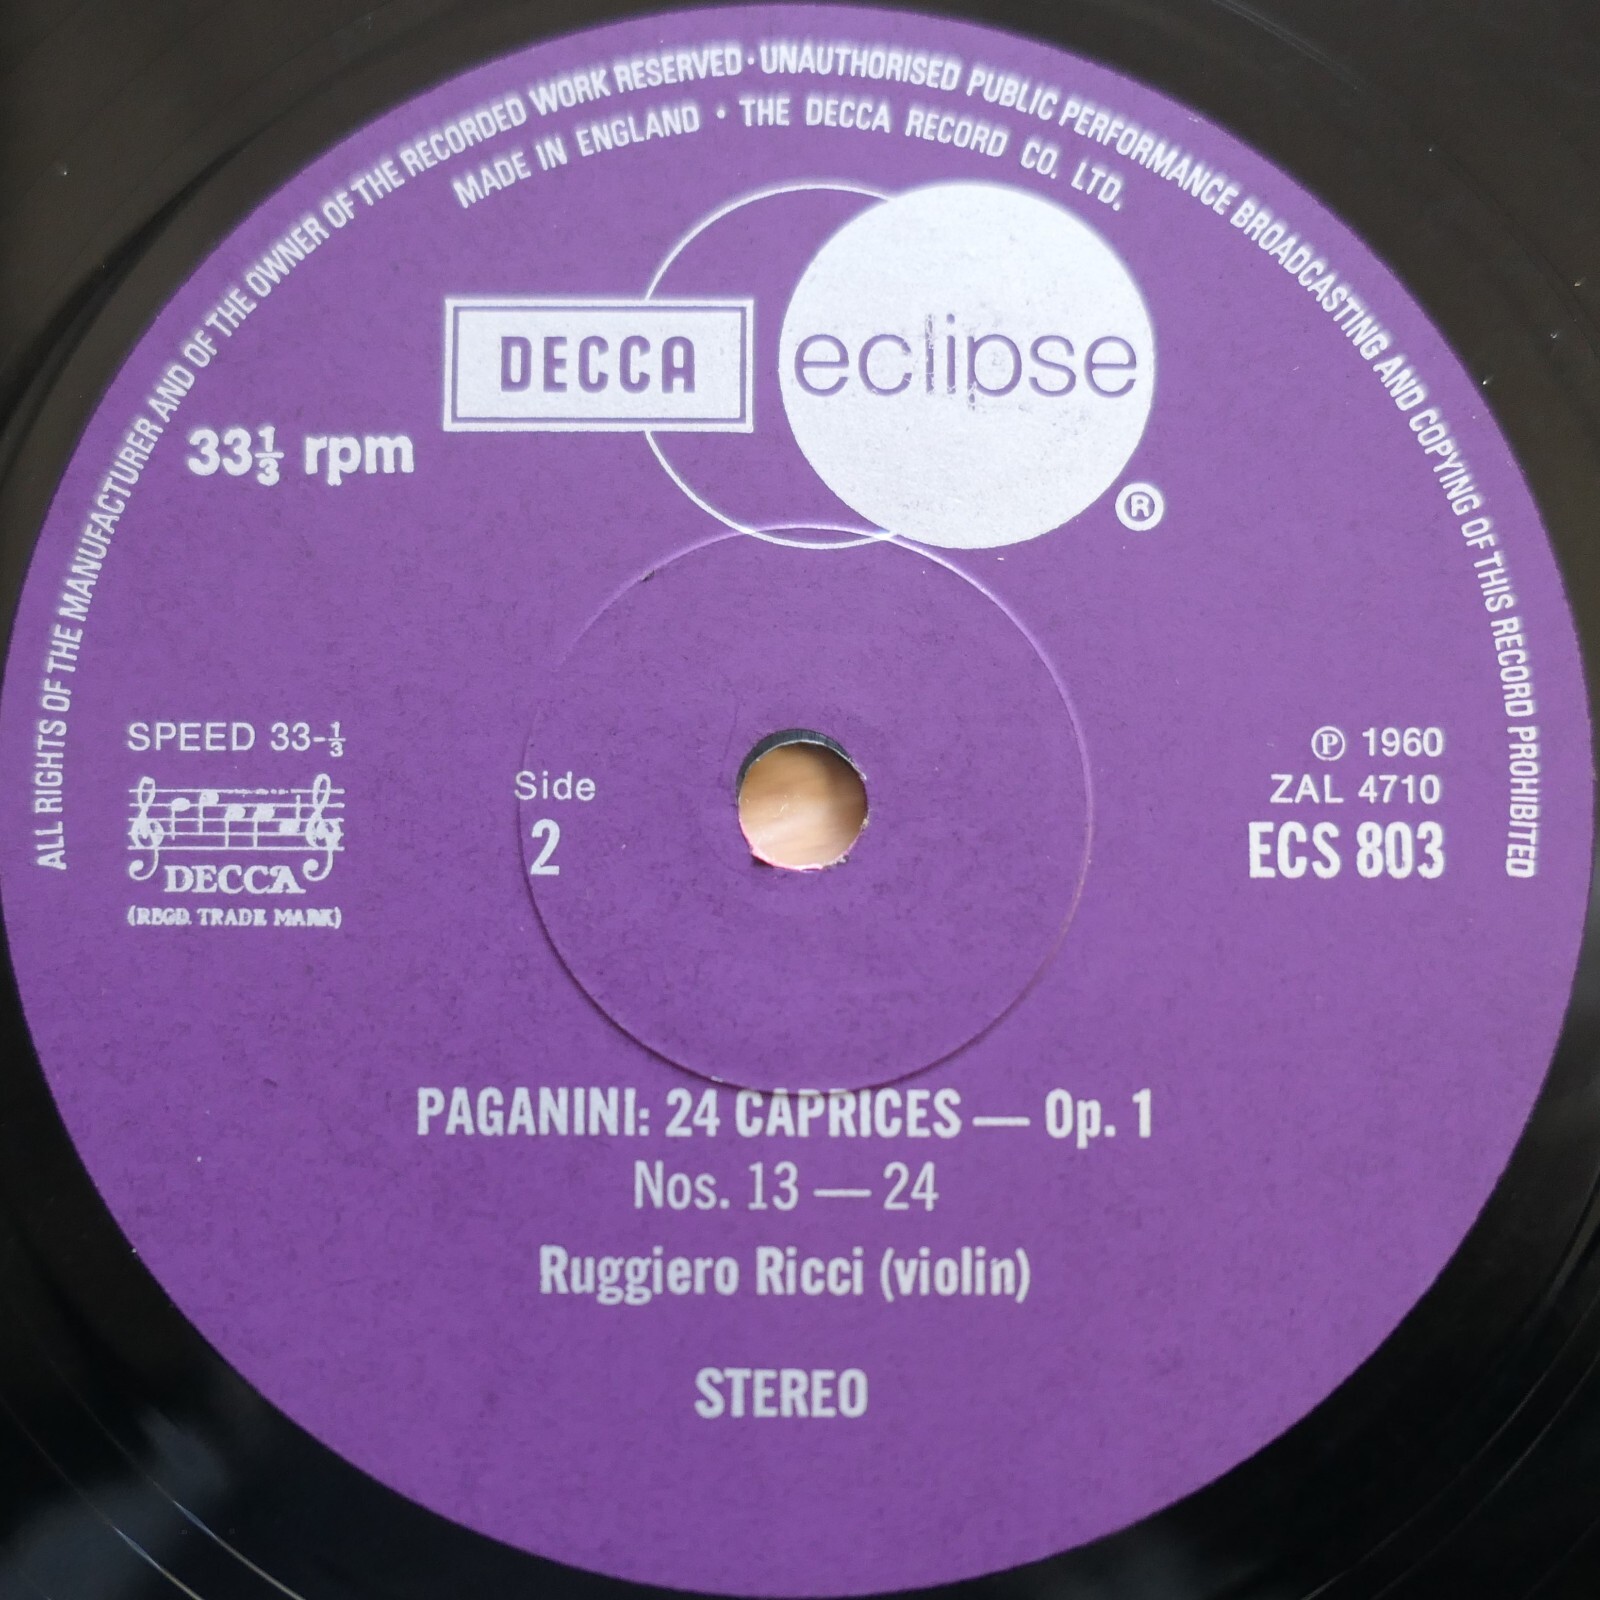 ALL RIGHTS OF THE MANUFACTURER AND OF THE OWNER OF THE RECORDED WORK RESERVED · UNAUTHORISED PUBLIC PERFORMANCE BROADCASTING AND COPYING OF THIS RECORD PROHIBITED
MADE IN ENGLAND · THE DECCA RECORD CO. LTD.
DECCA eclipse ®
33⅓ rpm
SPEED 33-⅓
DECCA
(REGD. TRADE MARK)
Side
2
℗ 1960
ZAL 4710
ECS 803
PAGANINI: 24 CAPRICES — Op. 1
Nos. 13 — 24
Ruggiero Ricci (violin)
STEREO